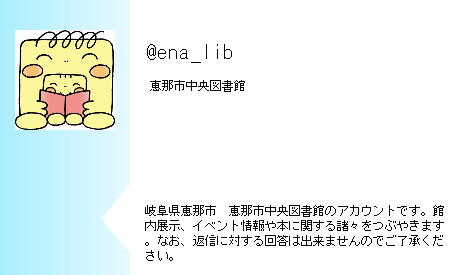 @ena_lib
恵那市中央図書館
岐阜県恵那市　恵那市中央図書館のアカウントです。館
内展示、イベント情報や本に関する諸々をつぶやきます
。なお、返信に対する回答は出来ませんのでご了承くだ
さい。